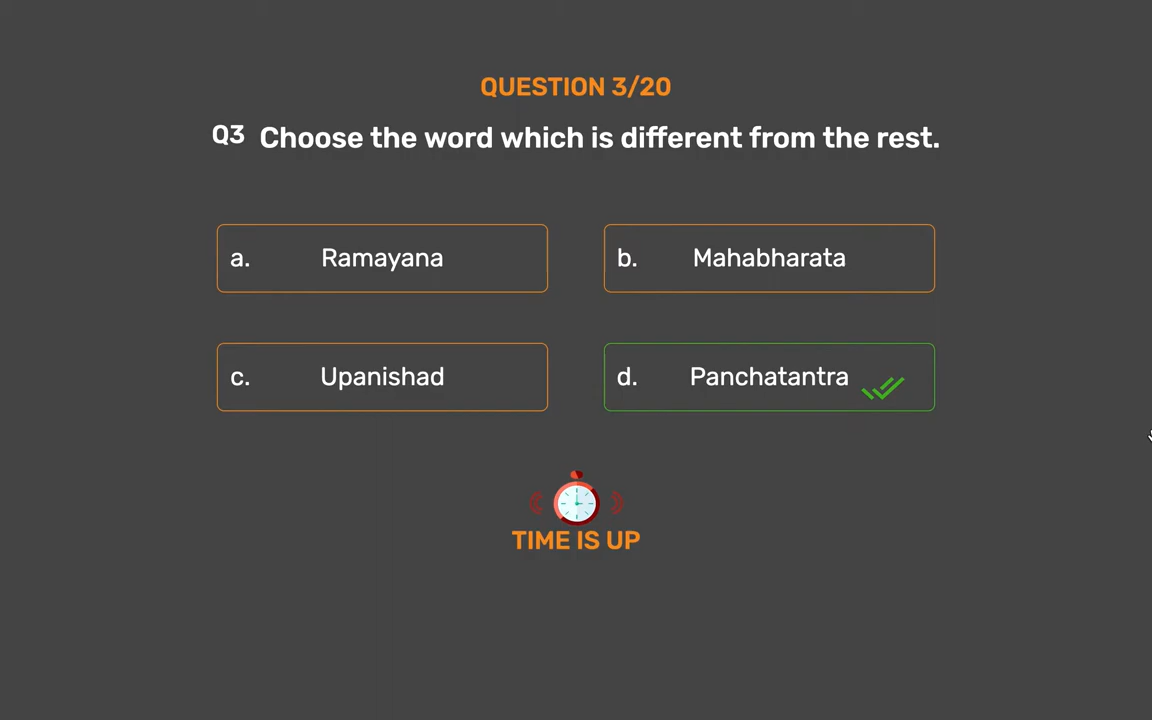 QUESTION 3/20
Q3 Choose the word which is different from the rest.
a. Ramayana
b. Mahabharata
c. Upanishad
d. Panchatantra
TIME IS UP